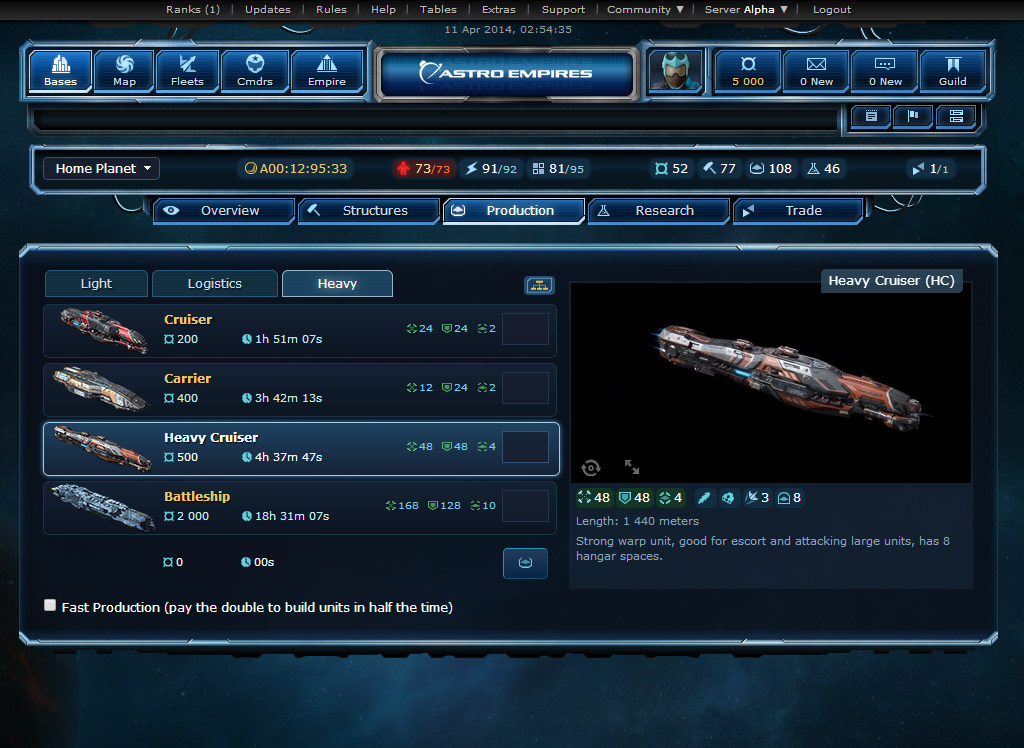 Ranks (1) | Updates | Rules | Help | Tables | Extras | Support | Community ▼ | Server Alpha ▼ | Logout
11 Apr 2014, 02:54:35
Bases Map Fleets Cmdrs Empire
ASTRO EMPIRES
5 000 0 New 0 New Guild
Home Planet A00:12:95:33 73/73 91/92 81/95 52 77 108 46 1/1
Overview Structures Production Research Trade
Light Logistics Heavy
Heavy Cruiser (HC)
Cruiser
200 1h 51m 07s 24 24 2
Carrier
400 3h 42m 13s 12 24 2
Heavy Cruiser
500 4h 37m 47s 48 48 4
Battleship
2 000 18h 31m 07s 168 128 10
0 00s
Fast Production (pay the double to build units in half the time)
48 48 4 3 8
Length: 1 440 meters
Strong warp unit, good for escort and attacking large units, has 8
hangar spaces.